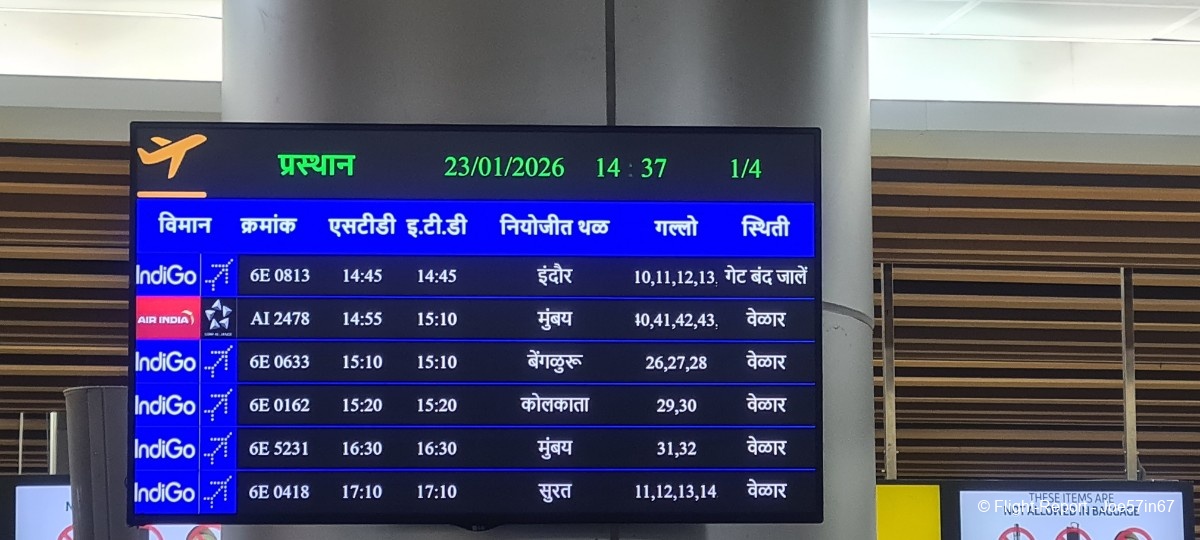 प्रस्थान 23/01/2026 14 : 37 1/4
विमान क्रमांक एसटीडी इ.टी.डी नियोजीत थळ गल्लो स्थिती
IndiGo 6E 0813 14:45 14:45 इंदौर 10,11,12,13, गेट बंद जालें
AIR INDIA AI 2478 14:55 15:10 मुंबय 40,41,42,43, वेळार
IndiGo 6E 0633 15:10 15:10 बेंगळुरू 26,27,28 वेळार
IndiGo 6E 0162 15:20 15:20 कोलकाता 29,30 वेळार
IndiGo 6E 5231 16:30 16:30 मुंबय 31,32 वेळार
IndiGo 6E 0418 17:10 17:10 सुरत 11,12,13,14 वेळार
THESE ITEMS ARE
NOT ALLOWED IN BAGGAGE